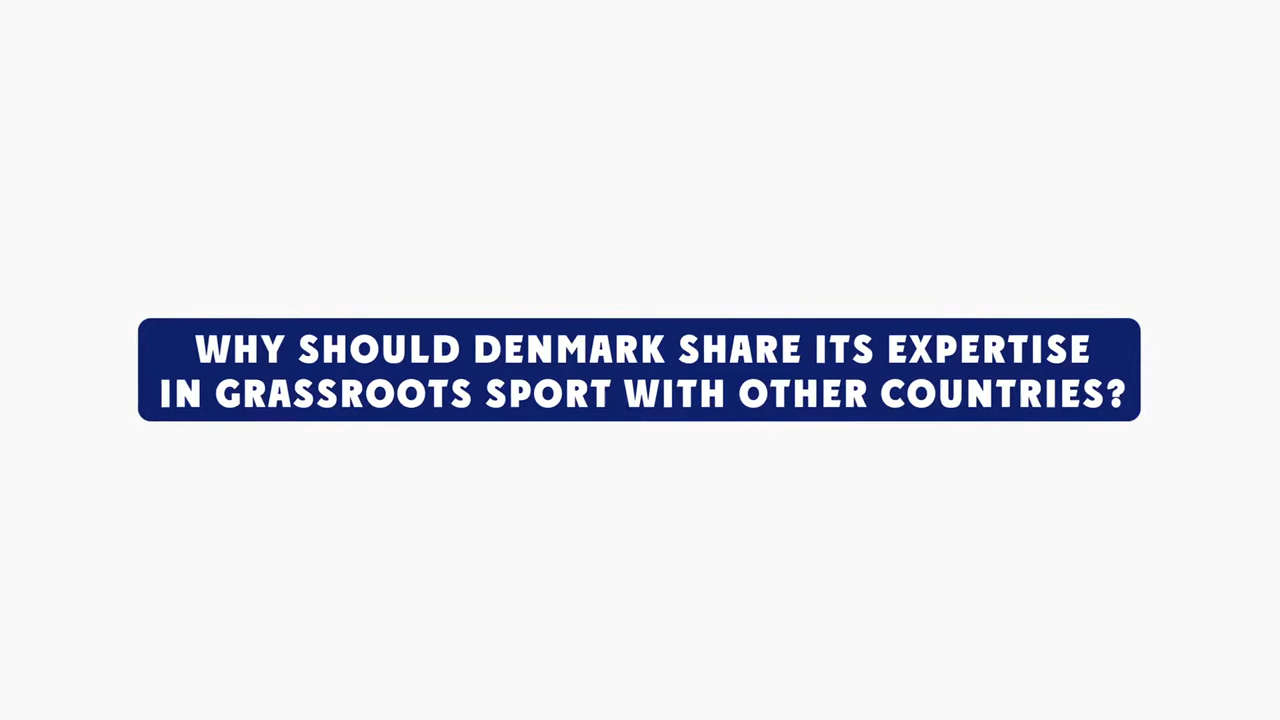 WHY SHOULD DENMARK SHARE ITS EXPERTISE
IN GRASSROOTS SPORT WITH OTHER COUNTRIES?